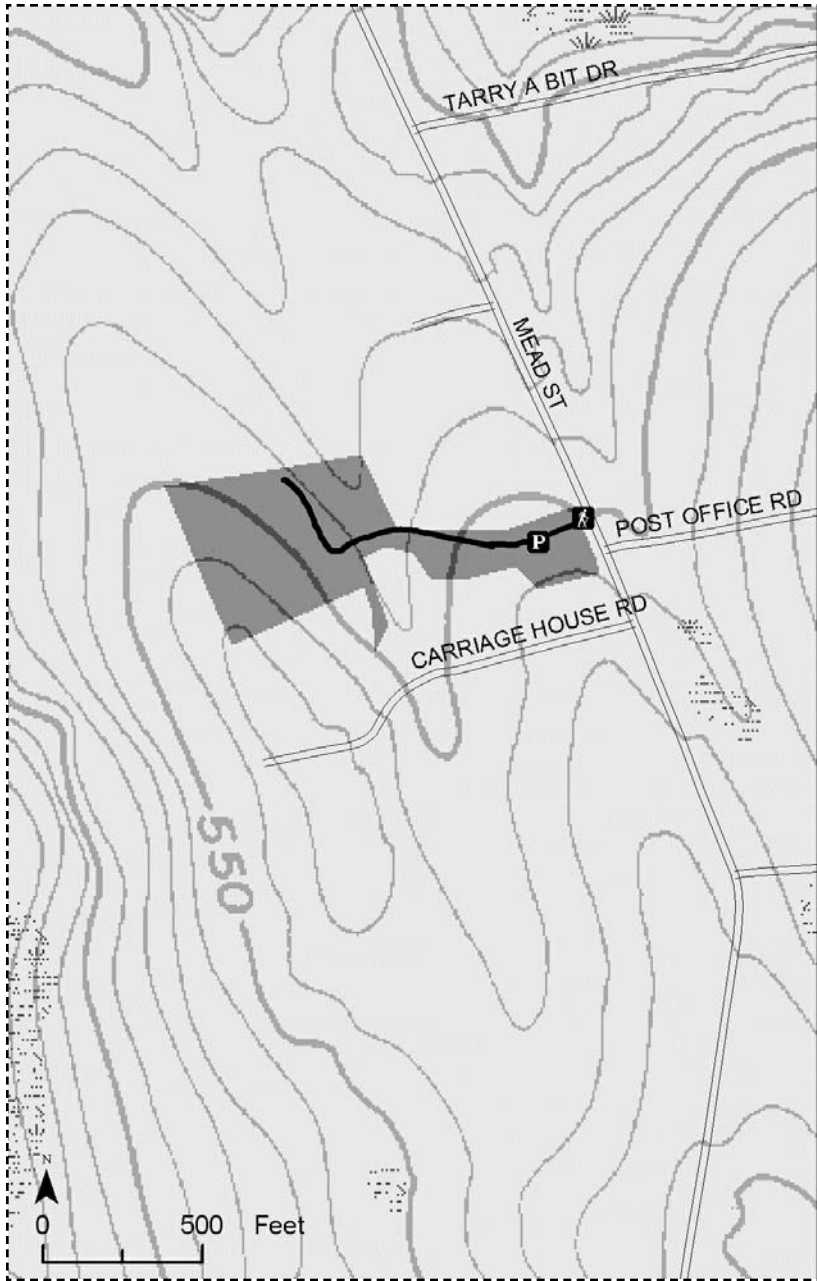 TARRY A BIT DR
MEAD ST
POST OFFICE RD
P
CARRIAGE HOUSE RD
550
N
0 500 Feet